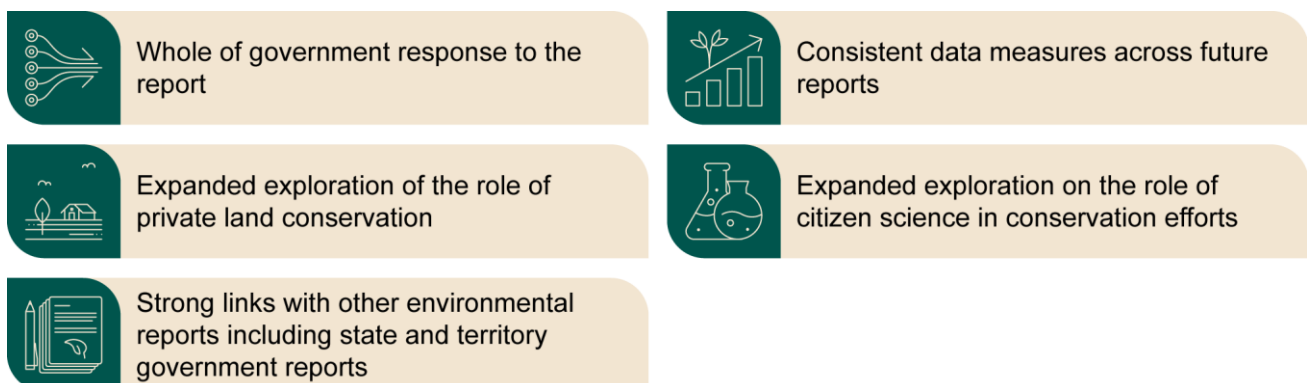 Whole of government response to the
report
Consistent data measures across future
reports
Expanded exploration of the role of
private land conservation
Expanded exploration on the role of
citizen science in conservation efforts
Strong links with other environmental
reports including state and territory
government reports